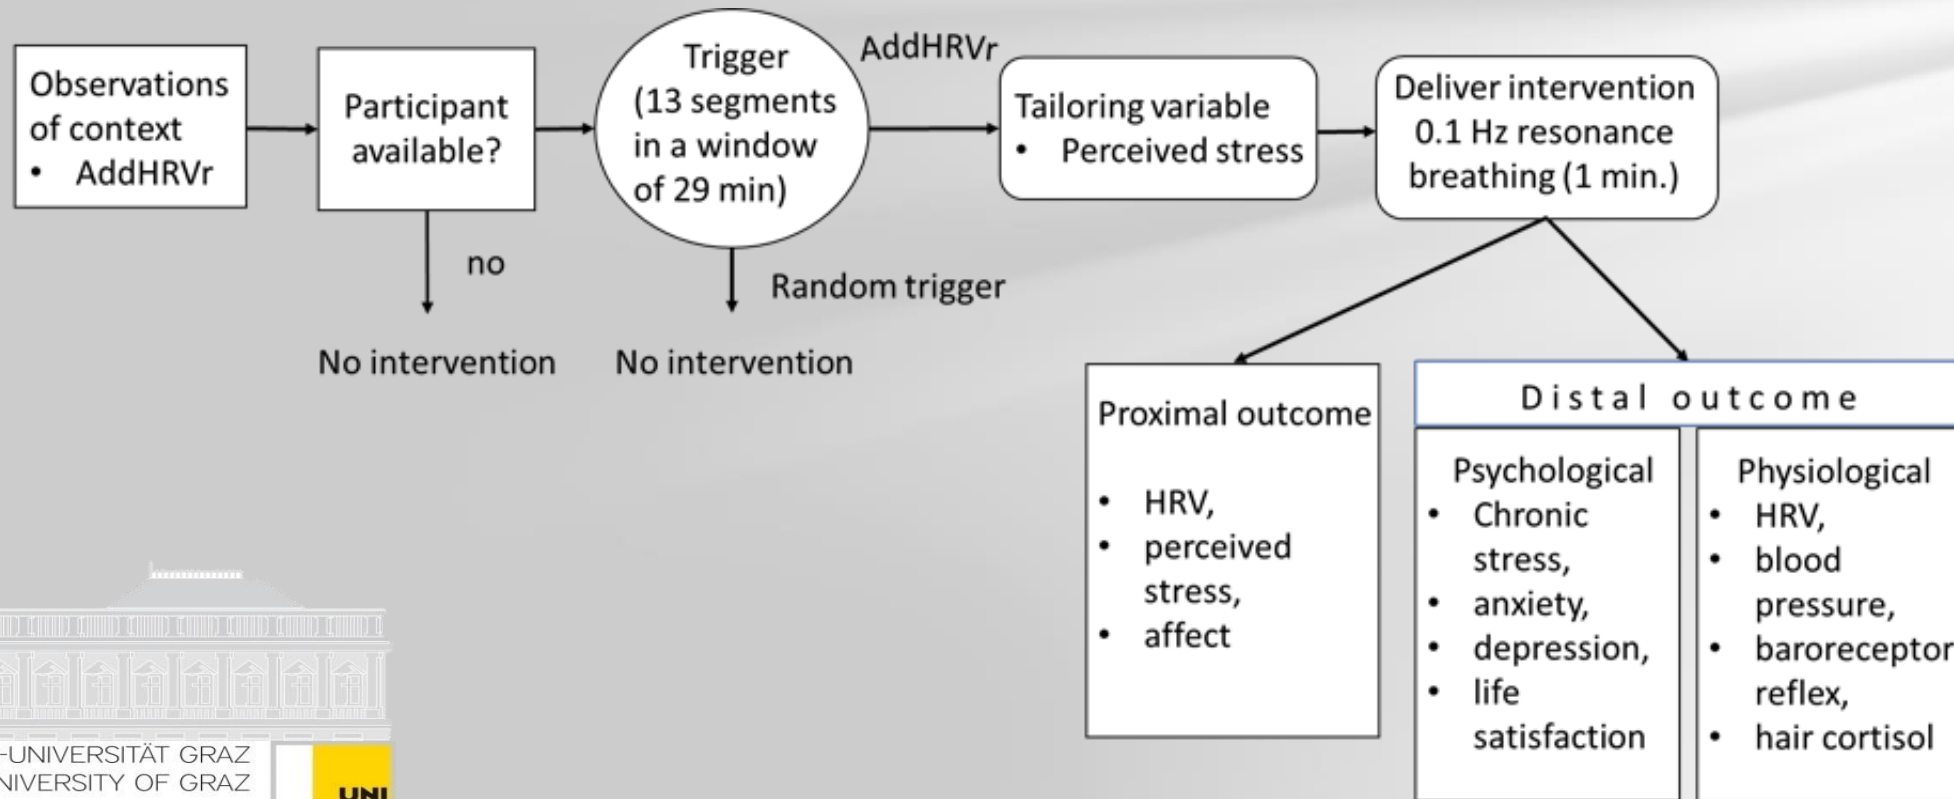 Observations
of context
• AddHRVr
Participant
available?
no
No intervention
Trigger
(13 segments
in a window
of 29 min)
AddHRVr
Random trigger
No intervention
Tailoring variable
• Perceived stress
Deliver intervention
0.1 Hz resonance
breathing (1 min.)
Proximal outcome
• HRV,
• perceived
stress,
• affect
Distal outcome
Psychological
• Chronic
stress,
• anxiety,
• depression,
• life
satisfaction
Physiological
• HRV,
• blood
pressure,
• baroreceptor
reflex,
• hair cortisol
-UNIVERSITÄT GRAZ
NIVERSITY OF GRAZ
UNI